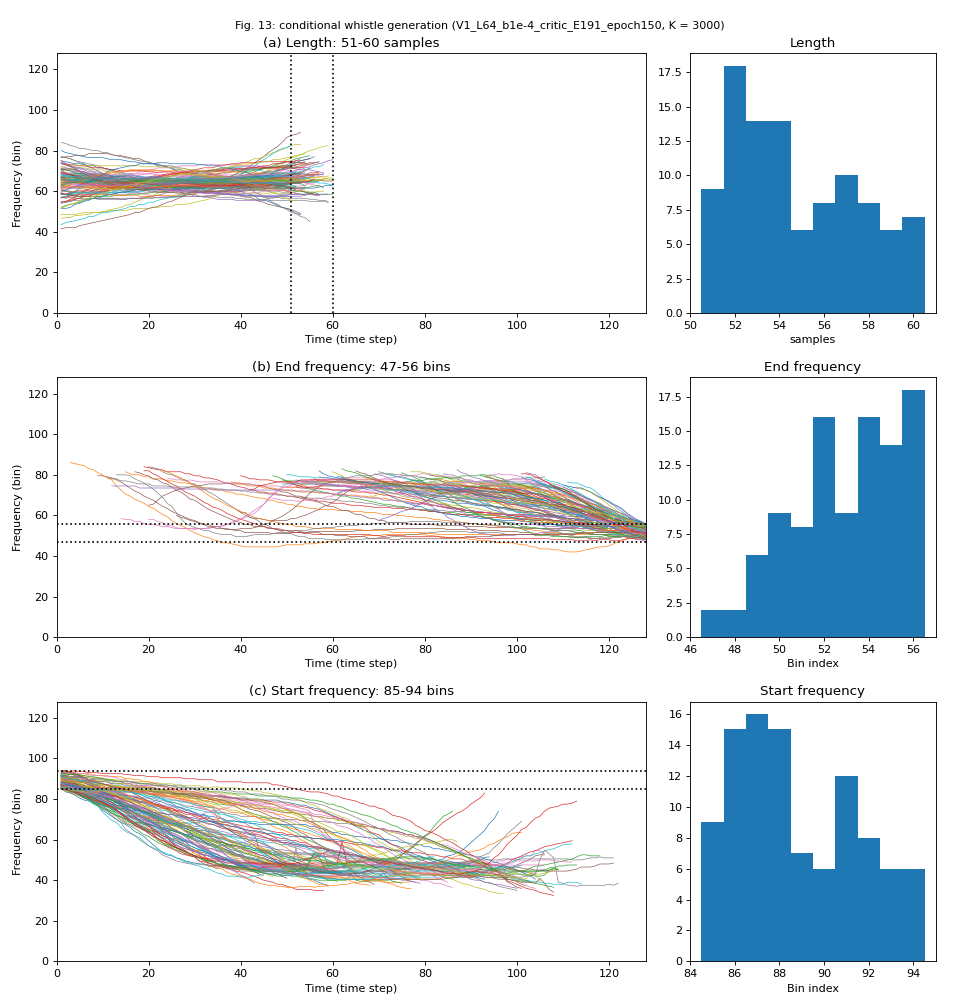 Fig. 13: conditional whistle generation (V1_L64_b1e-4_critic_E191_epoch150, K = 3000)
(a) Length: 51-60 samples
Length
120
100
80
60
40
20
0
Frequency (bin)
0 20 40 60 80 100 120
Time (time step)
17.5
15.0
12.5
10.0
7.5
5.0
2.5
0.0
50 52 54 56 58 60
samples
(b) End frequency: 47-56 bins
End frequency
120
100
80
60
40
20
0
Frequency (bin)
0 20 40 60 80 100 120
Time (time step)
17.5
15.0
12.5
10.0
7.5
5.0
2.5
0.0
46 48 50 52 54 56
Bin index
(c) Start frequency: 85-94 bins
Start frequency
120
100
80
60
40
20
0
Frequency (bin)
0 20 40 60 80 100 120
Time (time step)
16
14
12
10
8
6
4
2
0
84 86 88 90 92 94
Bin index